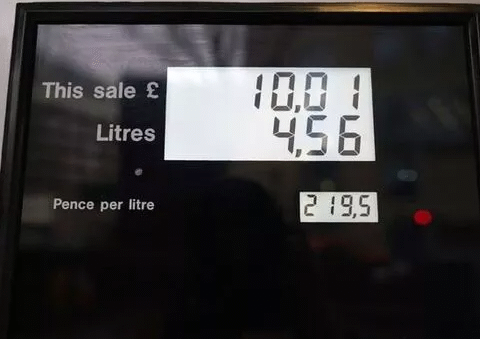 This sale £ 10,01
Litres 4,56
Pence per litre 219,5